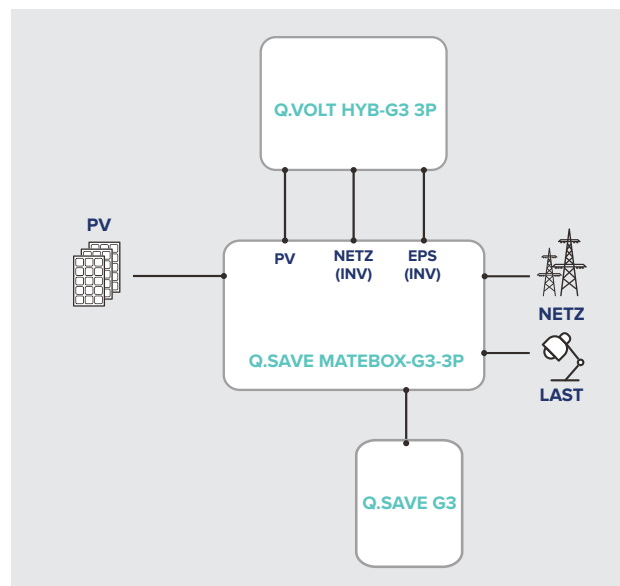 Q.VOLT HYB-G3 3P
PV
PV
NETZ
(INV)
EPS
(INV)
NETZ
Q.SAVE MATEBOX-G3-3P
LAST
Q.SAVE G3